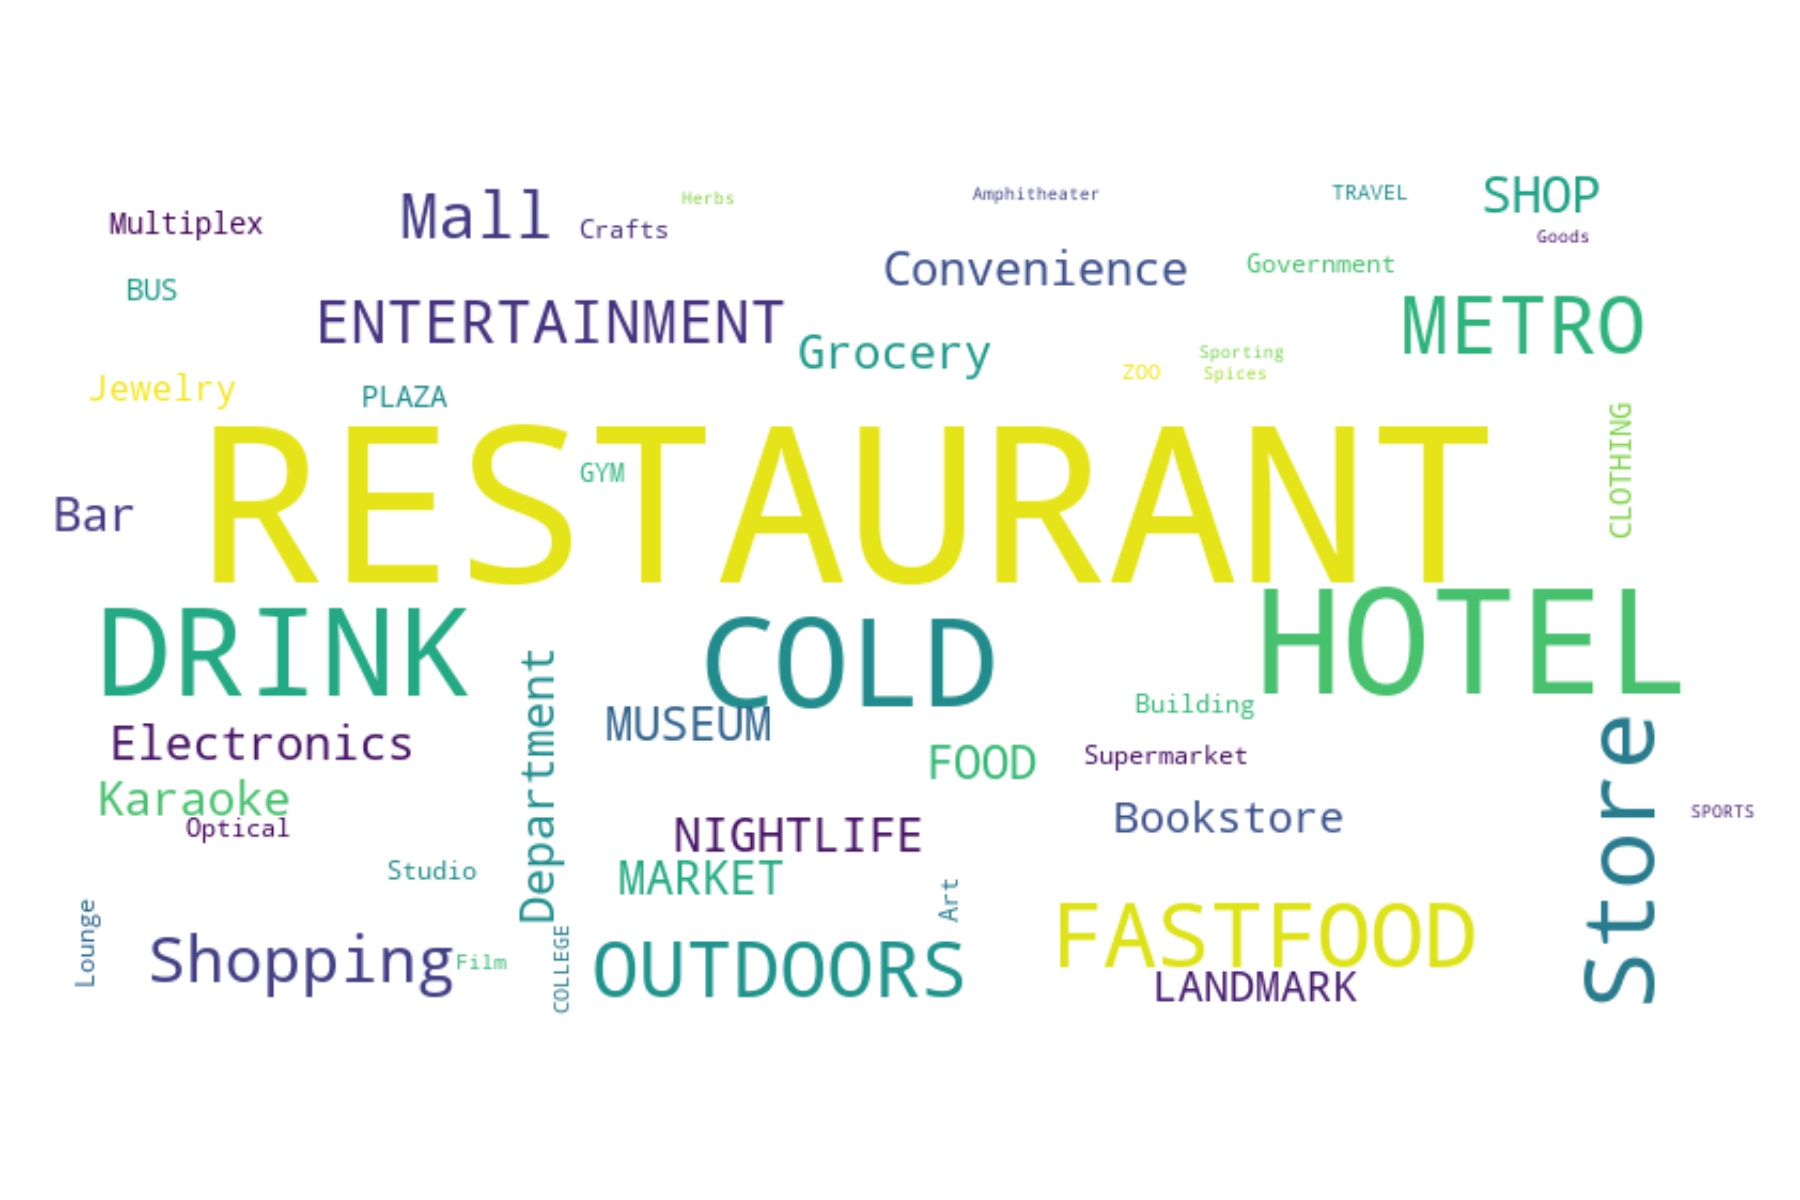 Multiplex
Mall
Crafts
Herbs
Amphitheater
TRAVEL
SHOP
Goods
BUS
ENTERTAINMENT
Convenience
Government
METRO
Grocery
ZOO
Sporting
Spices
Jewelry
PLAZA
RESTAURANT
GYM
CLOTHING
Bar
DRINK
COLD
HOTEL
Department
MUSEUM
Building
Electronics
FOOD
Supermarket
Store
Karaoke
Optical
NIGHTLIFE
Bookstore
SPORTS
Studio
MARKET
Art
Lounge
Shopping
Film
COLLEGE
OUTDOORS
FASTFOOD
LANDMARK